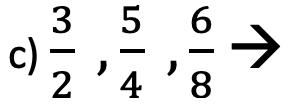 c) 3/2 , 5/4 , 6/8 →